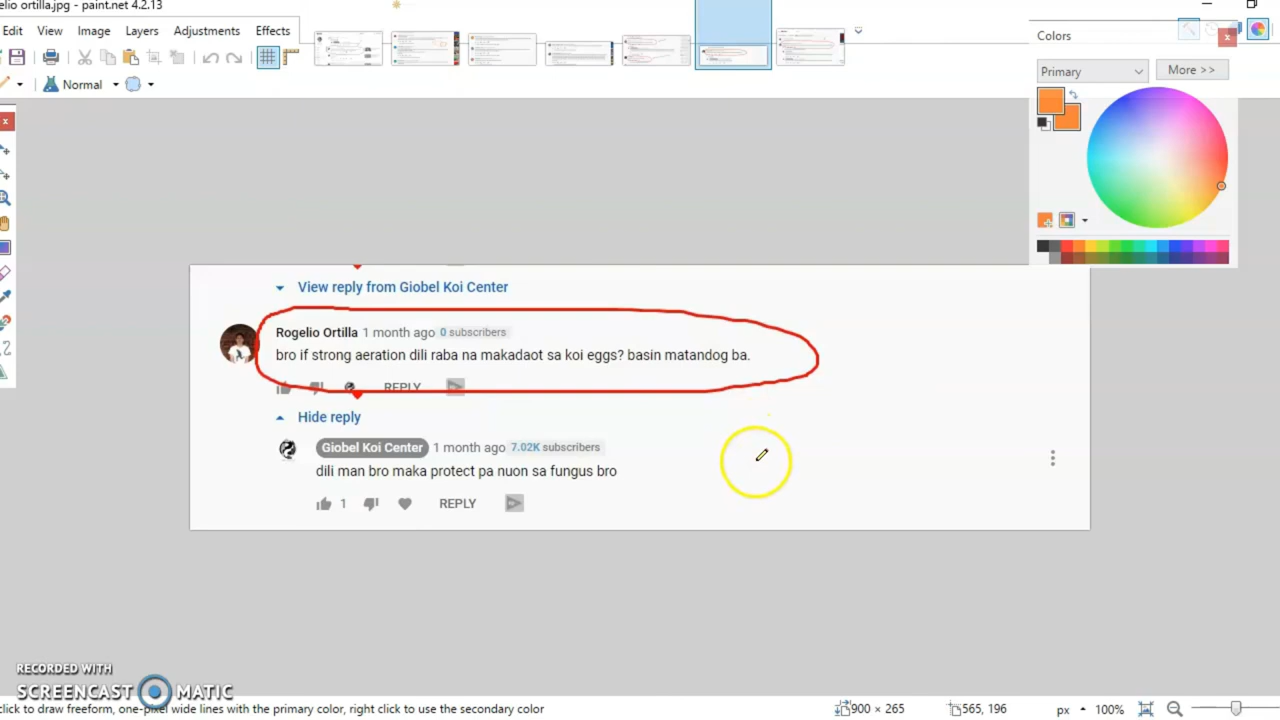 elio ortilla.jpg - paint.net 4.2.13
Edit View Image Layers Adjustments Effects
Normal
Colors
Primary
More >>
View reply from Giobel Koi Center
Rogelio Ortilla 1 month ago 0 subscribers
bro if strong aeration dili raba na makadaot sa koi eggs? basin matandog ba.
REPLY
Hide reply
Giobel Koi Center 1 month ago 7.02K subscribers
dili man bro maka protect pa nuon sa fungus bro
1 REPLY
RECORDED WITH
SCREENCAST MATIC
click to draw freeform, one-pixel wide lines with the primary color, right click to use the secondary color
900 × 265
565, 196
px
100%